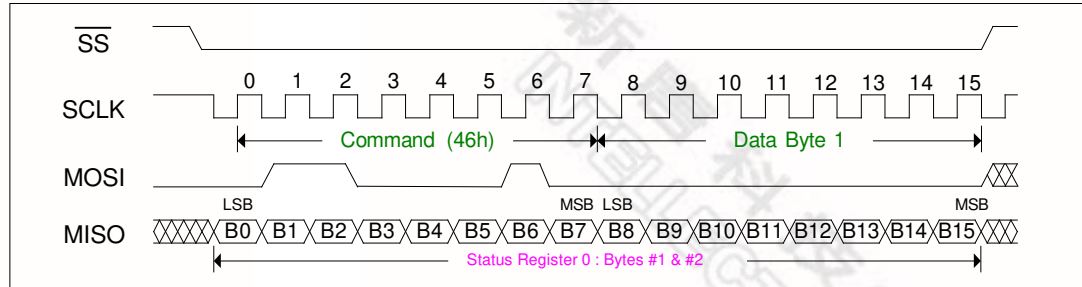 SS
0 1 2 3 4 5 6 7 8 9 10 11 12 13 14 15
SCLK
Command (46h) Data Byte 1
MOSI
LSB MSB LSB MSB
MISO B0 B1 B2 B3 B4 B5 B6 B7 B8 B9 B10 B11 B12 B13 B14 B15
Status Register 0 : Bytes #1 & #2